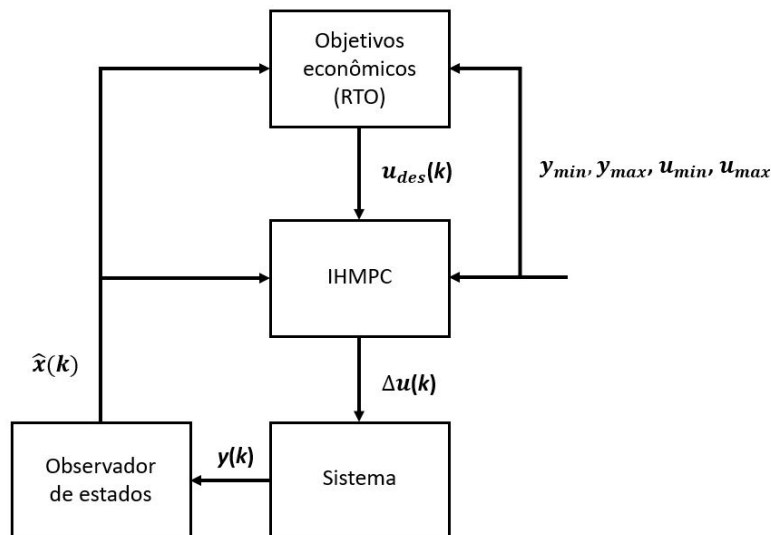 Objetivos
econômicos
(RTO)
u_des(k)
y_min, y_max, u_min, u_max
IHMPC
x̂(k)
Δu(k)
Observador
de estados
y(k)
Sistema